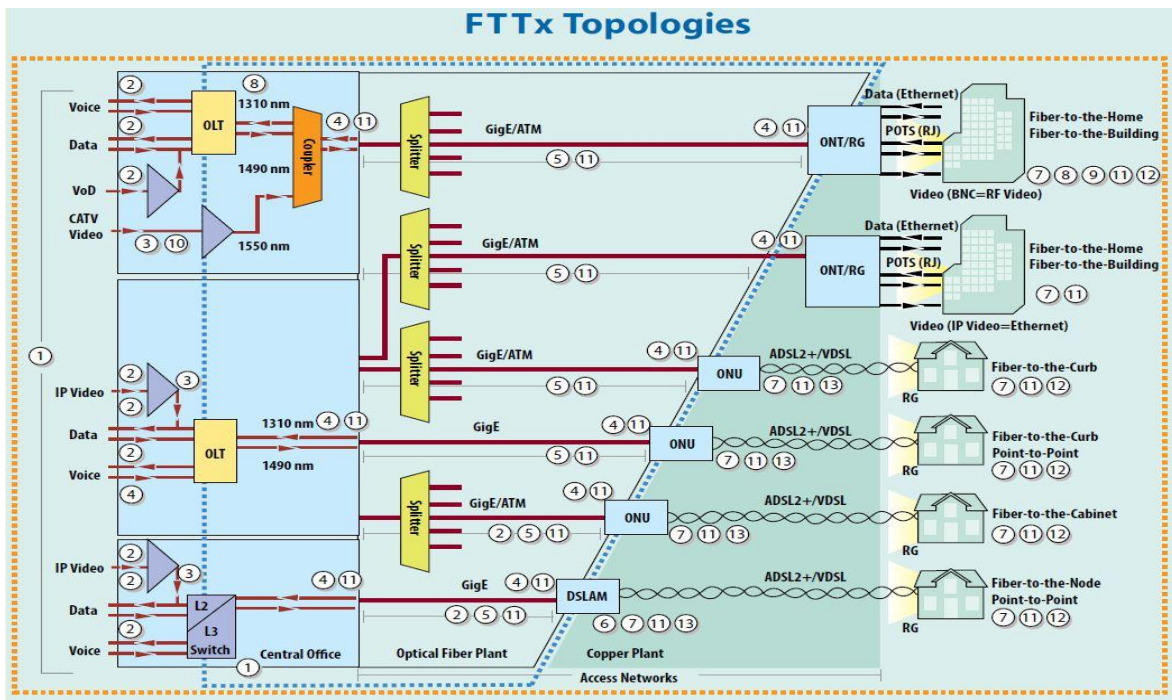 FTTx Topologies
2
8
Voice
1310 nm
OLT
4 11
2
Data
Coupler
Splitter
GigE/ATM
4 11
ONT/RG
Data (Ethernet)
POTS (RJ)
Fiber-to-the-Home
Fiber-to-the-Building
5 11
2
1490 nm
VoD
7 8 9 11 12
Video (BNC=RF Video)
CATV
Video
3 10
1550 nm
Splitter
GigE/ATM
4 11
ONT/RG
Data (Ethernet)
POTS (RJ)
Fiber-to-the-Home
Fiber-to-the-Building
5 11
7 11
Video (IP Video=Ethernet)
1
Splitter
GigE/ATM
4 11
ONU
ADSL2+/VDSL
Fiber-to-the-Curb
5 11
7 11 13
RG
7 11 12
2
3
IP Video
2
1310 nm
4 11
Data
OLT
GigE
4 11
ONU
ADSL2+/VDSL
Fiber-to-the-Curb
Point-to-Point
2
1490 nm
5 11
7 11 13
RG
7 11 12
Voice
4
Splitter
GigE/ATM
4 11
ONU
ADSL2+/VDSL
Fiber-to-the-Cabinet
2 5 11
7 11 13
RG
7 11 12
2
3
IP Video
2
4 11
Data
L2
L3
Switch
GigE
4 11
DSLAM
ADSL2+/VDSL
Fiber-to-the-Node
Point-to-Point
2
2 5 11
6 7 11 13
RG
7 11 12
Voice
1
Central Office
Optical Fiber Plant
Copper Plant
Access Networks